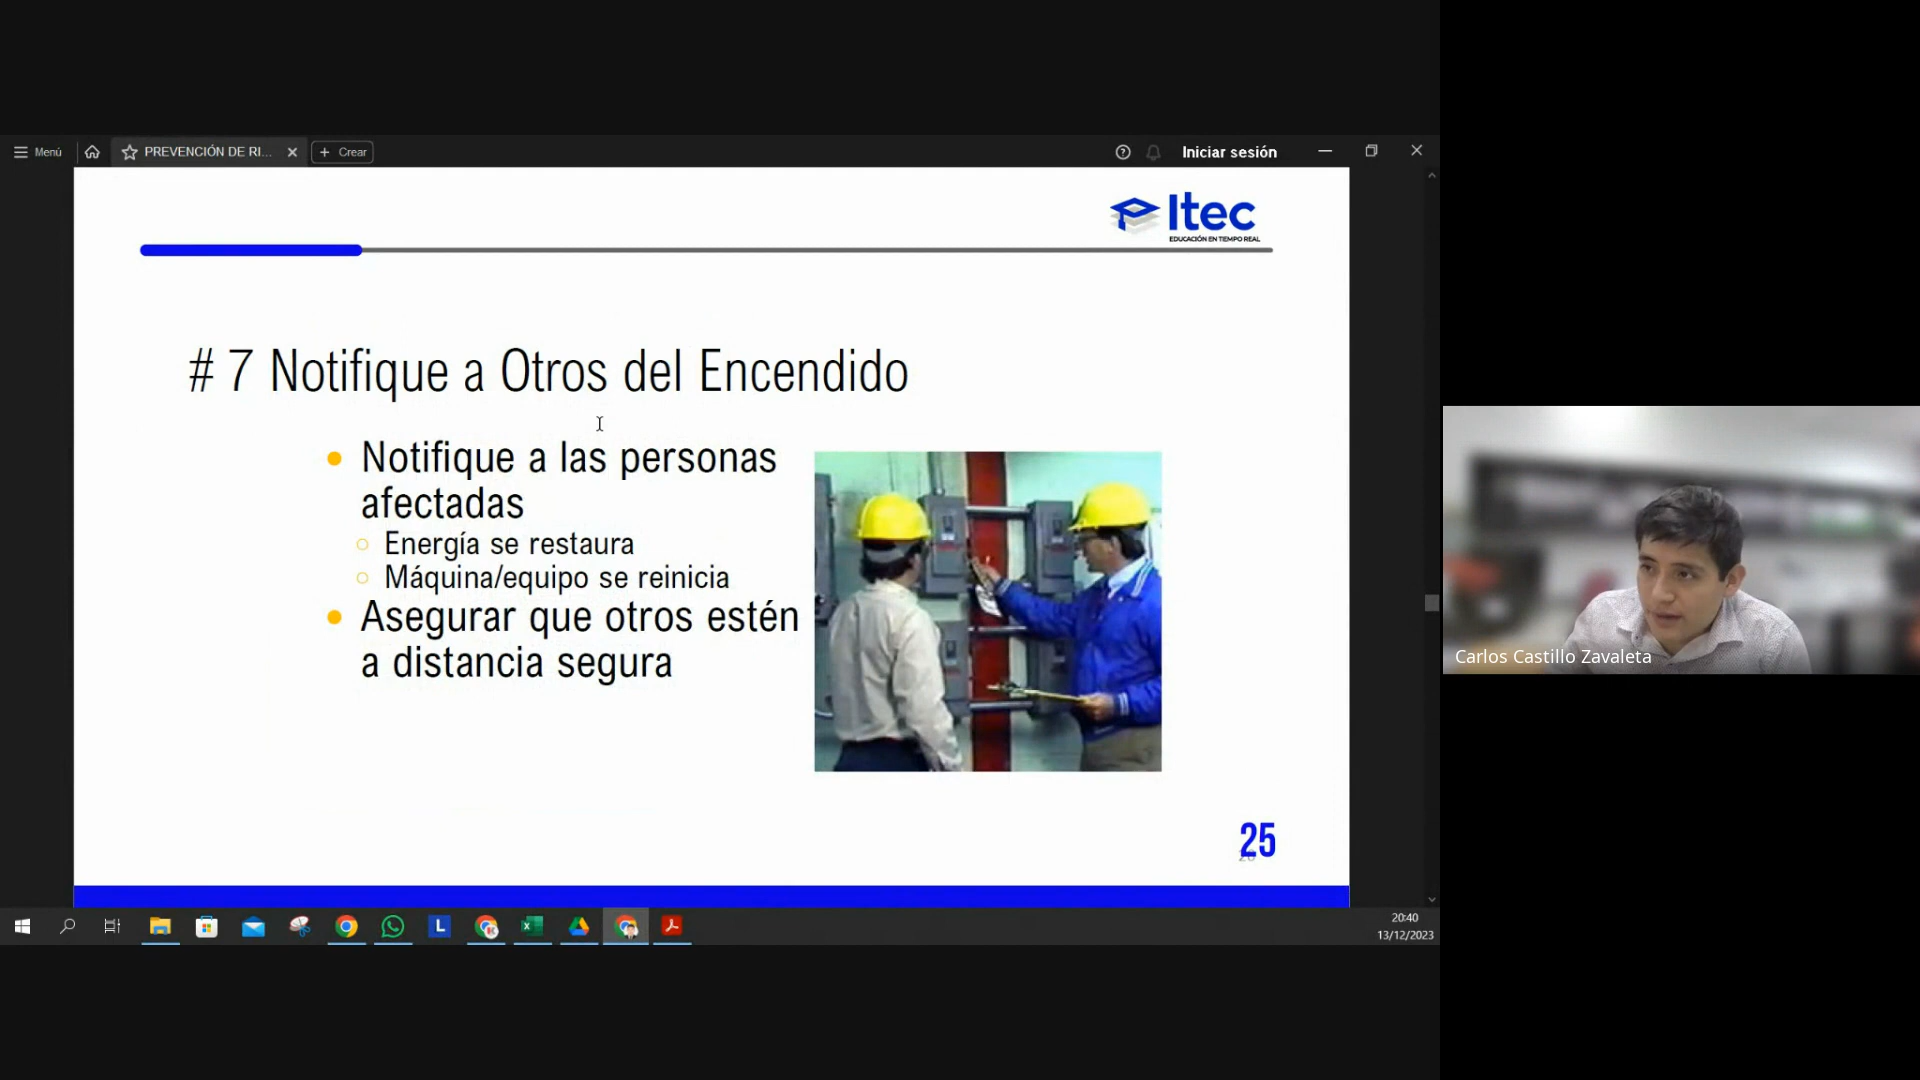 Menú
PREVENCIÓN DE RI...
Crear
Iniciar sesión
Itec
EDUCACIÓN EN TIEMPO REAL
# 7 Notifique a Otros del Encendido
Notifique a las personas
afectadas
Energía se restaura
Máquina/equipo se reinicia
Asegurar que otros estén
a distancia segura
Carlos Castillo Zavaleta
25
20:40
13/12/2023